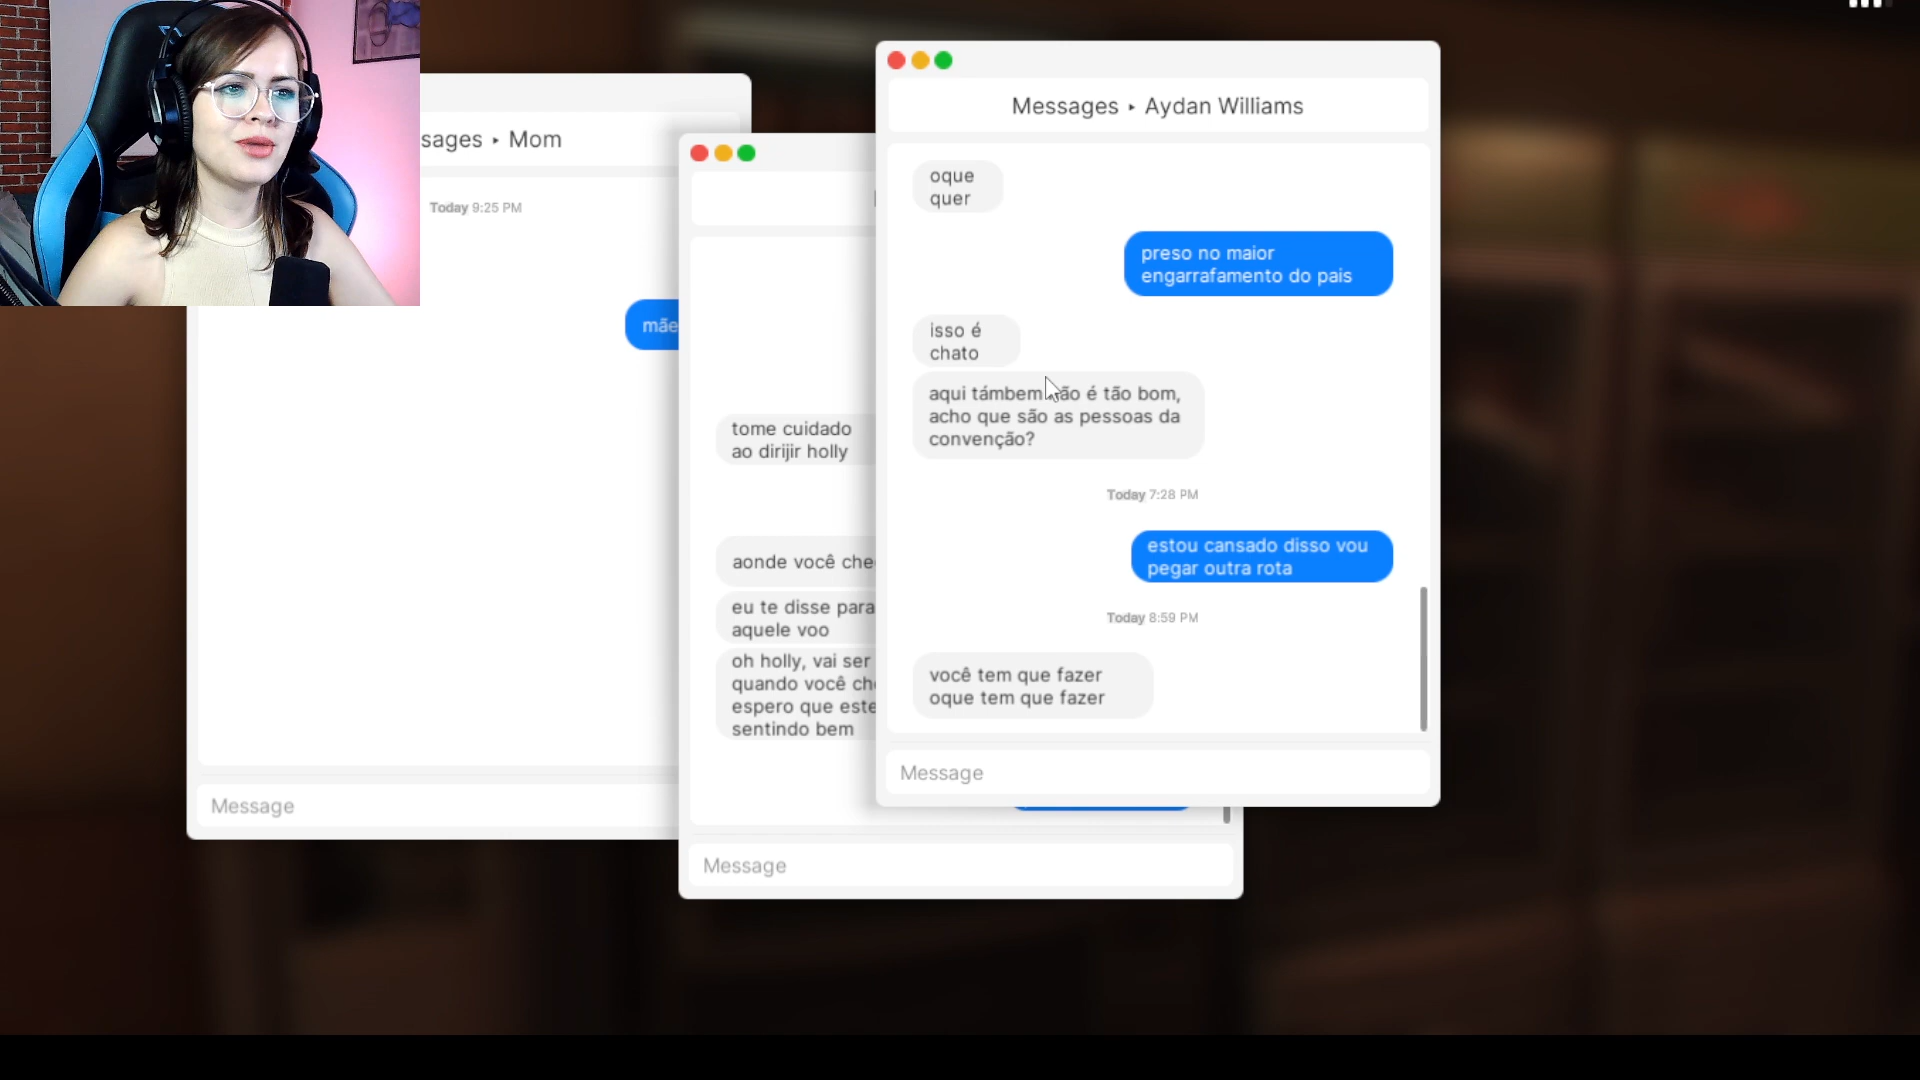 sages ▸ Mom
Today 9:25 PM
mãe
Message
tome cuidado
ao dirijir holly
aonde você che
eu te disse para
aquele voo
oh holly, vai ser
quando você ch
espero que este
sentindo bem
Message
Messages ▸ Aydan Williams
oque
quer
preso no maior
engarrafamento do pais
isso é
chato
aqui támbem não é tão bom,
acho que são as pessoas da
convenção?
Today 7:28 PM
estou cansado disso vou
pegar outra rota
Today 8:59 PM
você tem que fazer
oque tem que fazer
Message